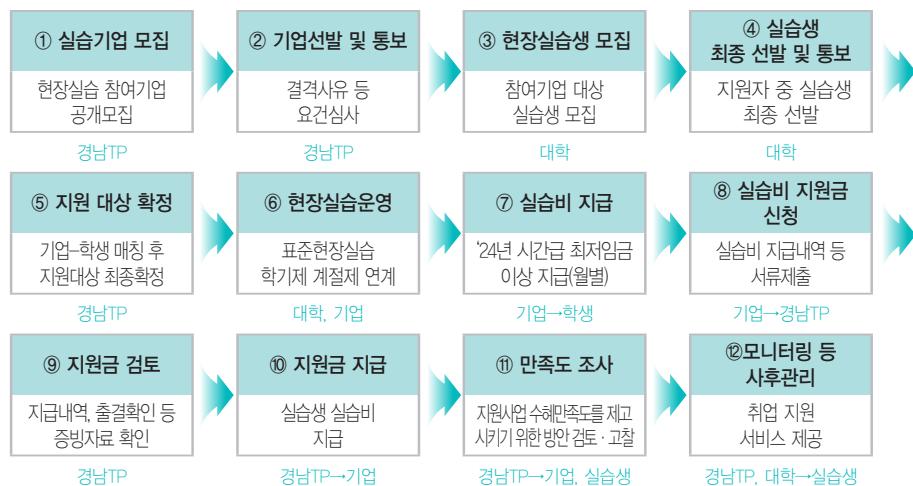 ① 실습기업 모집
현장실습 참여기업
공개모집
경남TP
② 기업선발 및 통보
결격사유 등
요건심사
경남TP
③ 현장실습생 모집
참여기업 대상
실습생 모집
대학
④ 실습생
최종 선발 및 통보
지원자 중 실습생
최종 선발
대학
⑤ 지원 대상 확정
기업–학생 매칭 후
지원대상 최종확정
경남TP
⑥ 현장실습운영
표준현장실습
학기제 계절제 연계
대학, 기업
⑦ 실습비 지급
‘24년 시간급 최저임금
이상 지급(월별)
기업→학생
⑧ 실습비 지원금
신청
실습비 지급내역 등
서류제출
기업→경남TP
⑨ 지원금 검토
지급내역, 출결확인 등
증빙자료 확인
경남TP
⑩ 지원금 지급
실습생 실습비
지급
경남TP→기업
⑪ 만족도 조사
지원사업 수혜만족도를 제고
시키기 위한 방안 검토 · 고찰
경남TP→기업, 실습생
⑫모니터링 등
사후관리
취업 지원
서비스 제공
경남TP, 대학→실습생